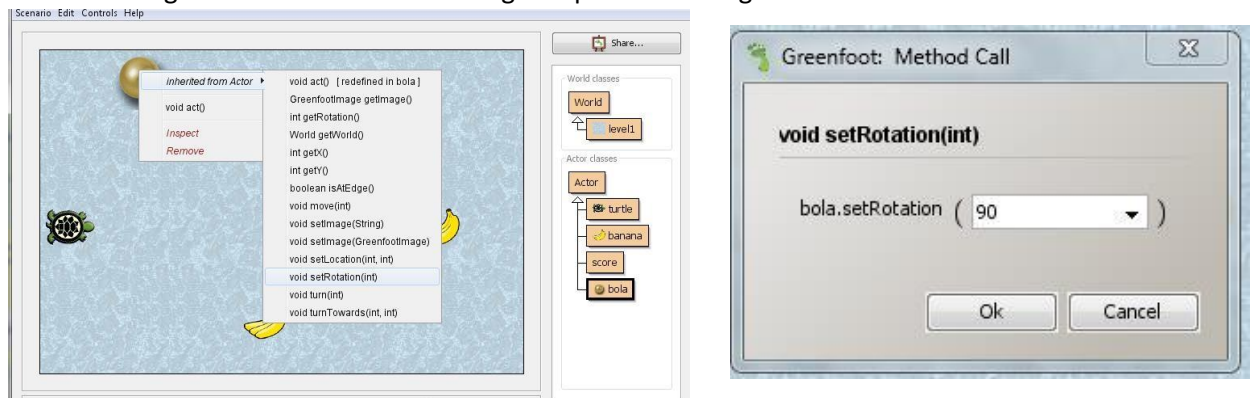 Scenario Edit Controls Help
Share...
inherited from Actor
void act()
Inspect
Remove
void act() [ redefined in bola ]
GreenfootImage getImage()
int getRotation()
World getWorld()
int getX()
int getY()
boolean isAtEdge()
void move(int)
void setImage(String)
void setImage(GreenfootImage)
void setLocation(int, int)
void setRotation(int)
void turn(int)
void turnTowards(int, int)
World classes
World
level1
Actor classes
Actor
turtle
banana
score
bola
Greenfoot: Method Call
void setRotation(int)
bola.setRotation ( 90 )
Ok
Cancel